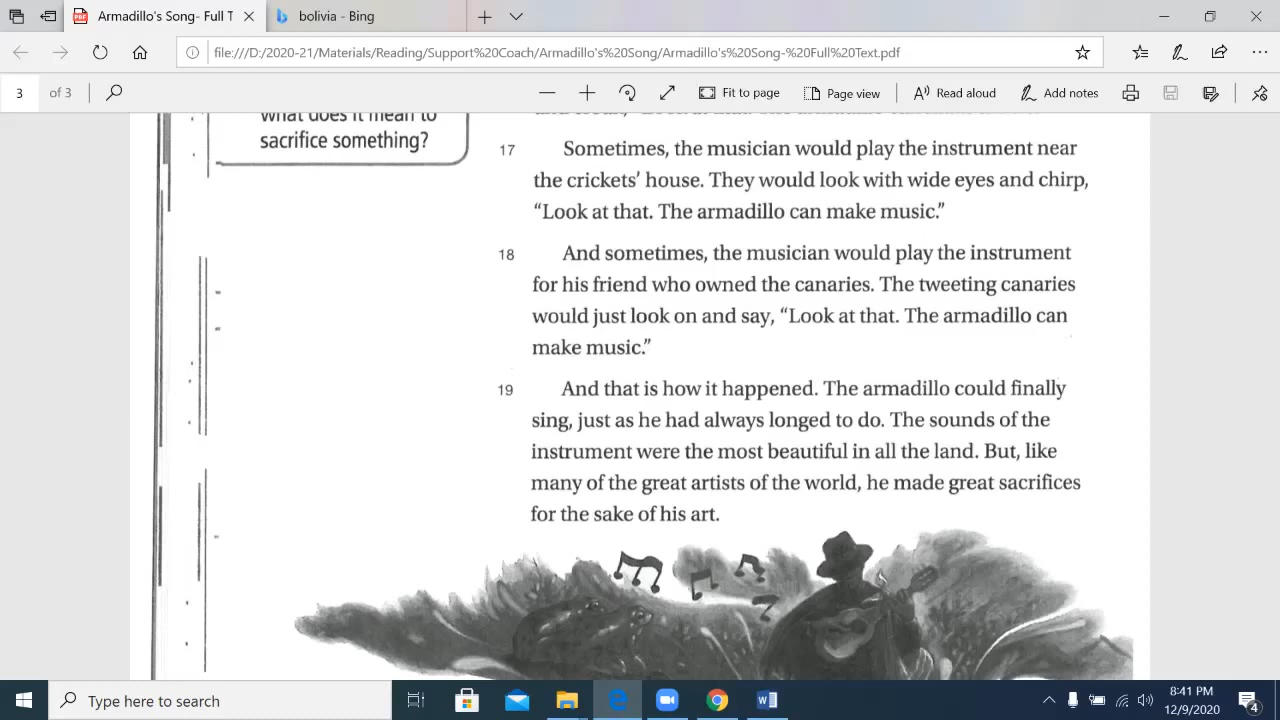 Armadillo's Song- Full T
bolivia - Bing
file:///D:/2020-21/Materials/Reading/Support%20Coach/Armadillo's%20Song/Armadillo's%20Song-%20Full%20Text.pdf
3 of 3
Fit to page
Page view
Read aloud
Add notes
what does it mean to
sacrifice something?
17 Sometimes, the musician would play the instrument near
the crickets’ house. They would look with wide eyes and chirp,
“Look at that. The armadillo can make music.”
18 And sometimes, the musician would play the instrument
for his friend who owned the canaries. The tweeting canaries
would just look on and say, “Look at that. The armadillo can
make music.”
19 And that is how it happened. The armadillo could finally
sing, just as he had always longed to do. The sounds of the
instrument were the most beautiful in all the land. But, like
many of the great artists of the world, he made great sacrifices
for the sake of his art.
Type here to search
8:41 PM
12/9/2020
4